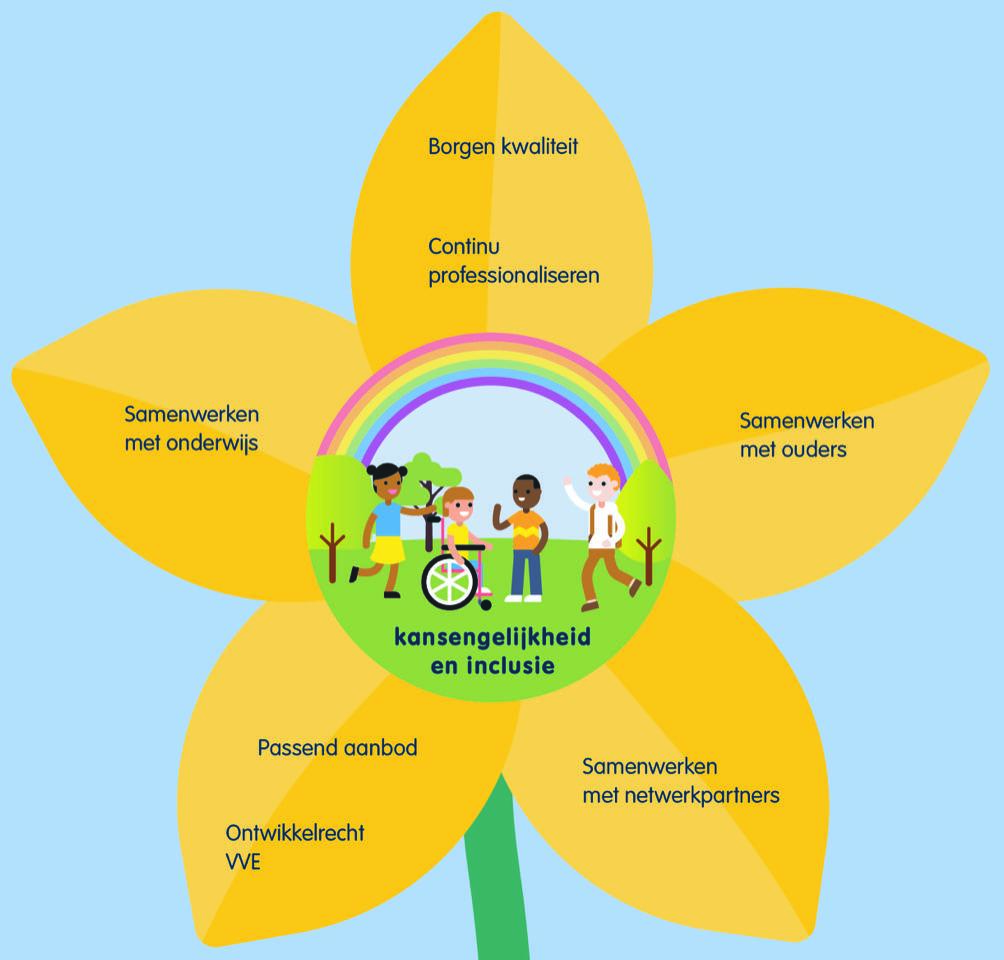 Borgen kwaliteit
Continu
professionaliseren
Samenwerken
met onderwijs
Samenwerken
met ouders
kansengelijkheid
en inclusie
Passend aanbod
Ontwikkelrecht
VVE
Samenwerken
met netwerkpartners